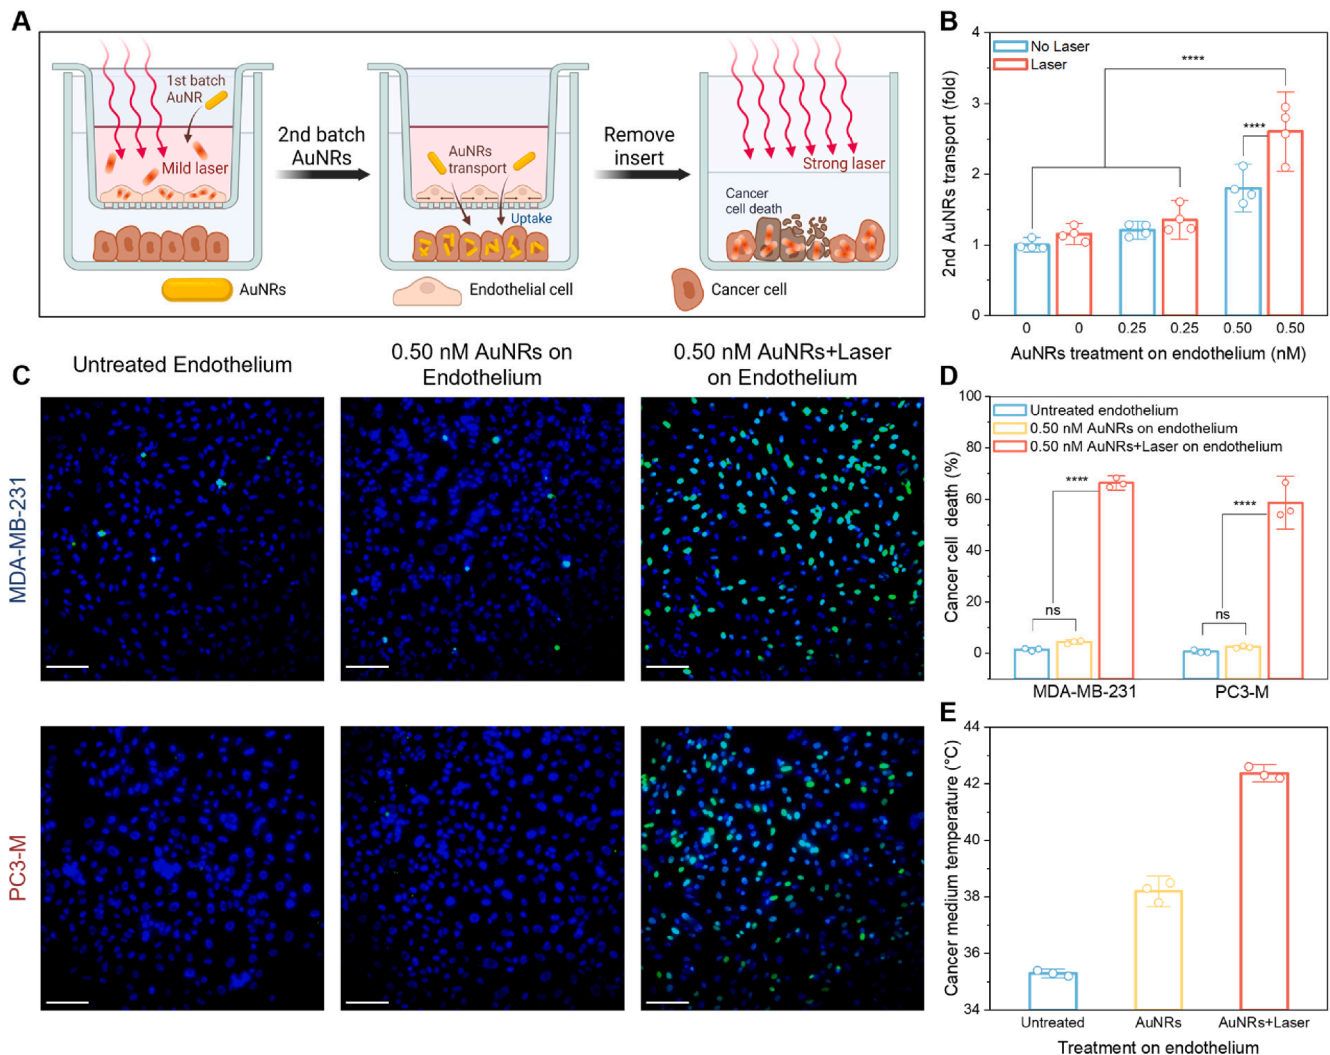 A
1st batch
AuNR
Mild laser
2nd batch
AuNRs
AuNRs
transport
Uptake
Remove
insert
Strong laser
Cancer
cell death
AuNRs
Endothelial cell
Cancer cell
B
4
3
2
1
0
2nd AuNRs transport (fold)
No Laser
Laser
****
****
0 0 0.25 0.25 0.50 0.50
AuNRs treatment on endothelium (nM)
C
Untreated Endothelium
0.50 nM AuNRs on
Endothelium
0.50 nM AuNRs+Laser
on Endothelium
MDA-MB-231
PC3-M
D
100
80
60
40
20
0
Cancer cell death (%)
Untreated endothelium
0.50 nM AuNRs on endothelium
0.50 nM AuNRs+Laser on endothelium
****
****
ns
ns
MDA-MB-231 PC3-M
E
44
42
40
38
36
34
Cancer medium temperature (°C)
Untreated AuNRs AuNRs+Laser
Treatment on endothelium